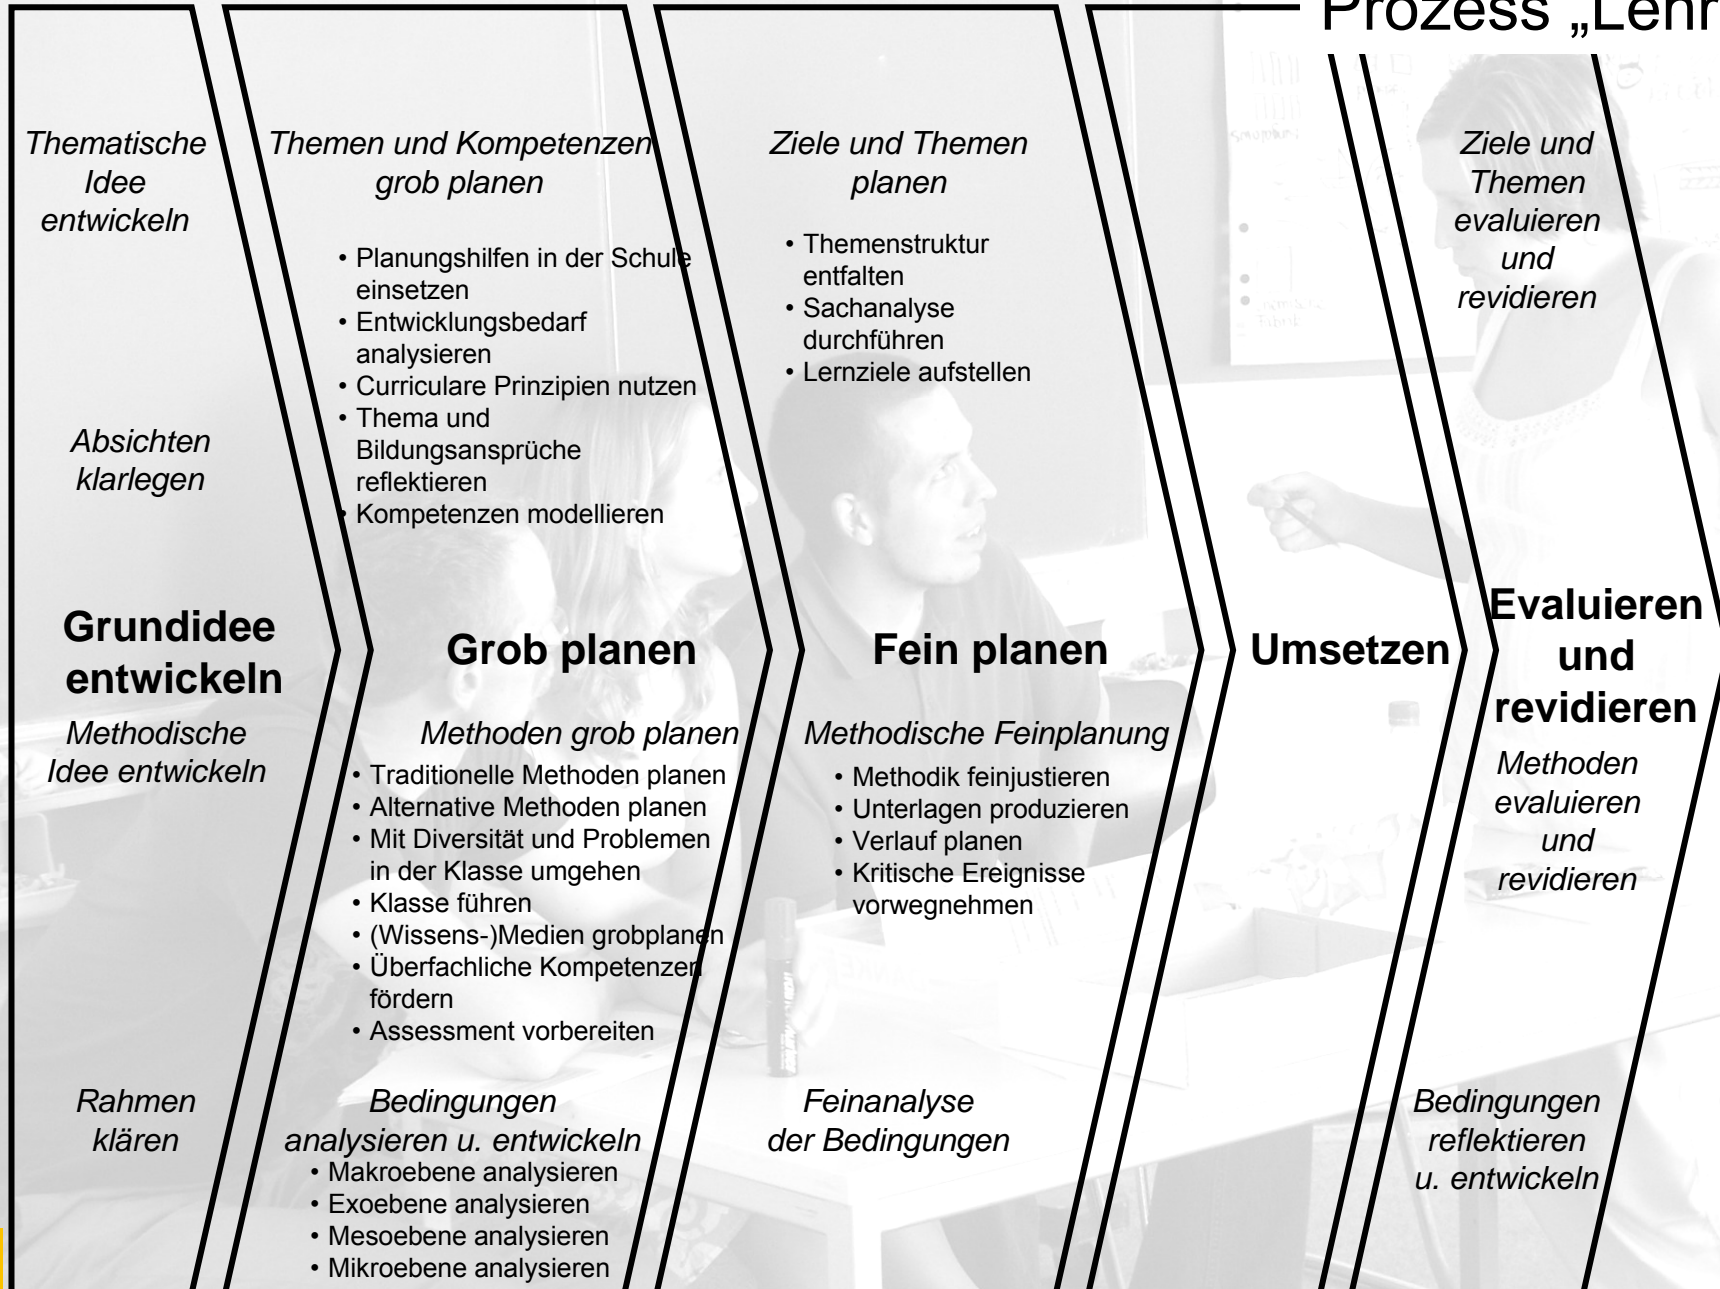 Prozess „Lehr
Thematische
Idee
entwickeln
Absichten
klarlegen
Grundidee
entwickeln
Methodische
Idee entwickeln
Rahmen
klären
Themen und Kompetenzen
grob planen
• Planungshilfen in der Schule
einsetzen
• Entwicklungsbedarf
analysieren
• Curriculare Prinzipien nutzen
• Thema und
Bildungsansprüche
reflektieren
• Kompetenzen modellieren
Grob planen
Methoden grob planen
• Traditionelle Methoden planen
• Alternative Methoden planen
• Mit Diversität und Problemen
in der Klasse umgehen
• Klasse führen
• (Wissens-)Medien grobplanen
• Überfachliche Kompetenzen
fördern
• Assessment vorbereiten
Bedingungen
analysieren u. entwickeln
• Makroebene analysieren
• Exoebene analysieren
• Mesoebene analysieren
• Mikroebene analysieren
Ziele und Themen
planen
• Themenstruktur
entfalten
• Sachanalyse
durchführen
• Lernziele aufstellen
Fein planen
Methodische Feinplanung
• Methodik feinjustieren
• Unterlagen produzieren
• Verlauf planen
• Kritische Ereignisse
vorwegnehmen
Feinanalyse
der Bedingungen
Umsetzen
Ziele und
Themen
evaluieren
und
revidieren
Evaluieren
und
revidieren
Methoden
evaluieren
und
revidieren
Bedingungen
reflektieren
u. entwickeln